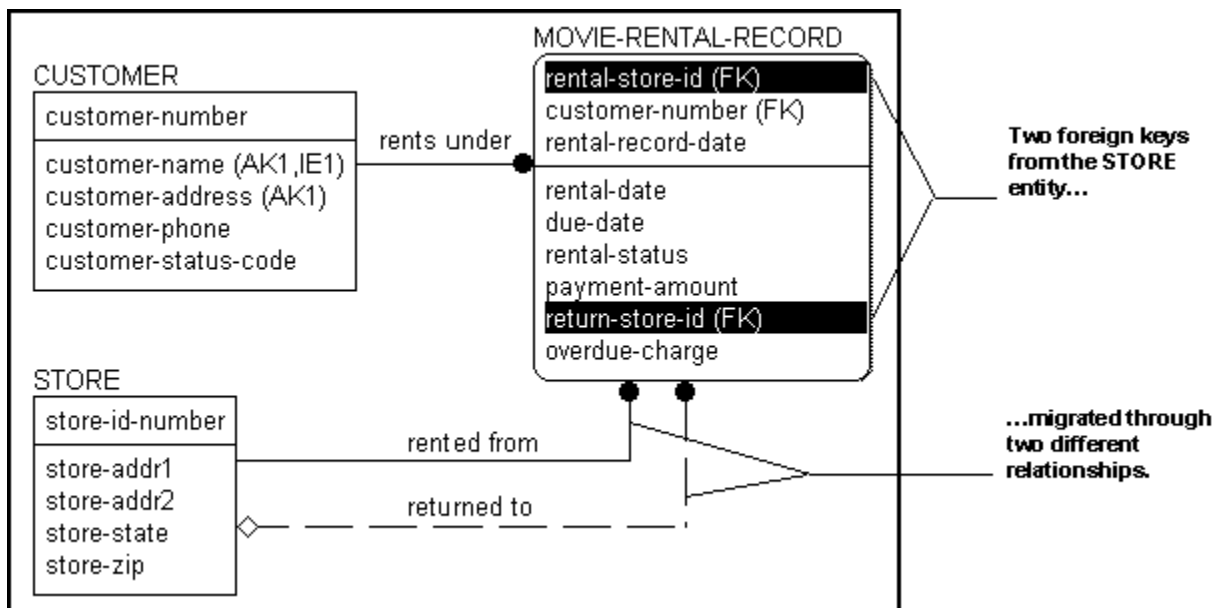 MOVIE-RENTAL-RECORD
rental-store-id (FK)
customer-number (FK)
rental-record-date
rental-date
due-date
rental-status
payment-amount
return-store-id (FK)
overdue-charge
CUSTOMER
customer-number
customer-name (AK1,IE1)
customer-address (AK1)
customer-phone
customer-status-code
rents under
Two foreign keys
from the STORE
entity...
STORE
store-id-number
store-addr1
store-addr2
store-state
store-zip
rented from
returned to
...migrated through
two different
relationships.